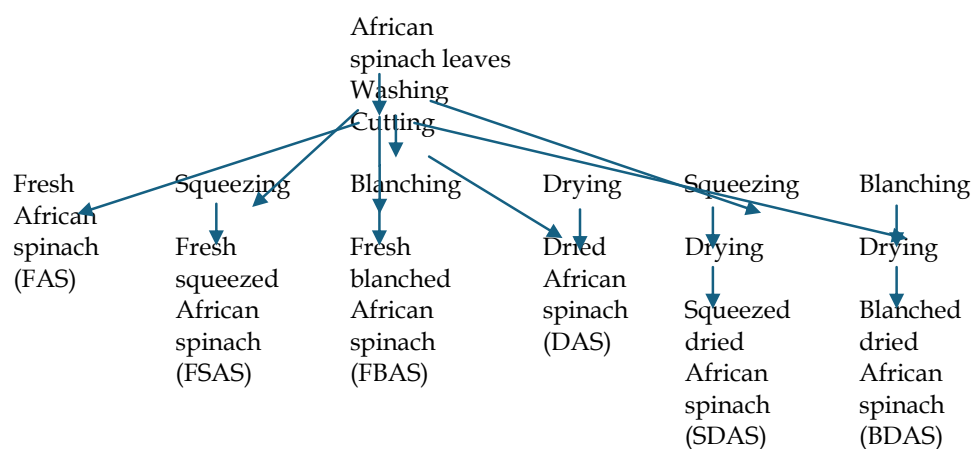 African
spinach leaves
Washing
Cutting
Fresh
African
spinach
(FAS)
Squeezing
Fresh
squeezed
African
spinach
(FSAS)
Blanching
Fresh
blanched
African
spinach
(FBAS)
Drying
Dried
African
spinach
(DAS)
Squeezing
Drying
Squeezed
dried
African
spinach
(SDAS)
Blanching
Drying
Blanched
dried
African
spinach
(BDAS)